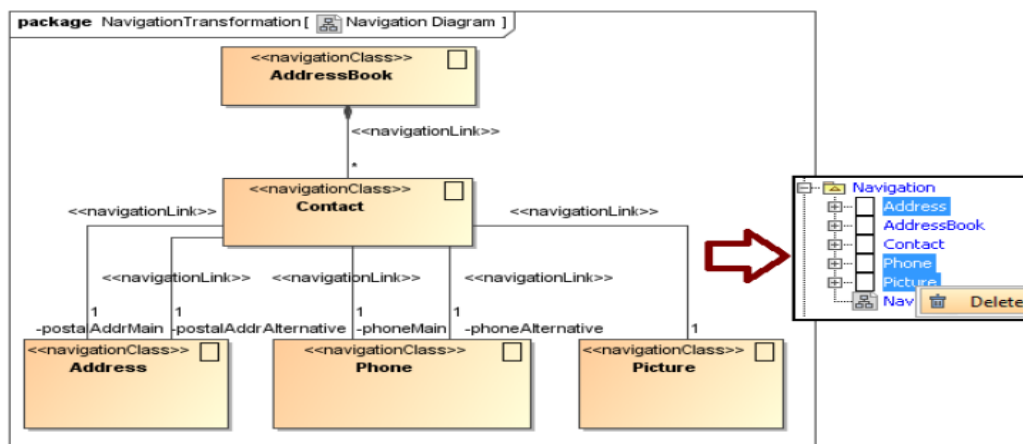 package NavigationTransformation [ Navigation Diagram ]
<<navigationClass>>
AddressBook
<<navigationLink>>
*
<<navigationClass>>
Contact
<<navigationLink>> <<navigationLink>>
<<navigationLink>> <<navigationLink>> <<navigationLink>>
1 1 1 1 1
-postalAddrMain -postalAddrAlternative -phoneMain -phoneAlternative
<<navigationClass>> <<navigationClass>> <<navigationClass>>
Address Phone Picture
Navigation
Address
AddressBook
Contact
Phone
Picture
Nav Delete